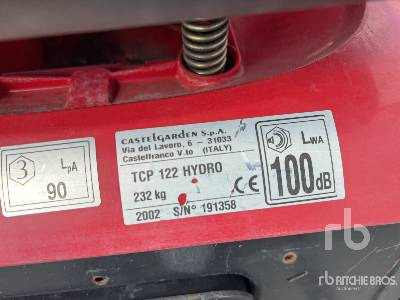 3 LpA
90
CASTELGARDEN S.p.A.
Via del Lavoro, 6 - 31033
Castelfranco V.to (ITALY)
TCP 122 HYDRO
232 kg CE
2002 S/N° 191358
LWA
100dB
rb
rb RITCHIE BROS.